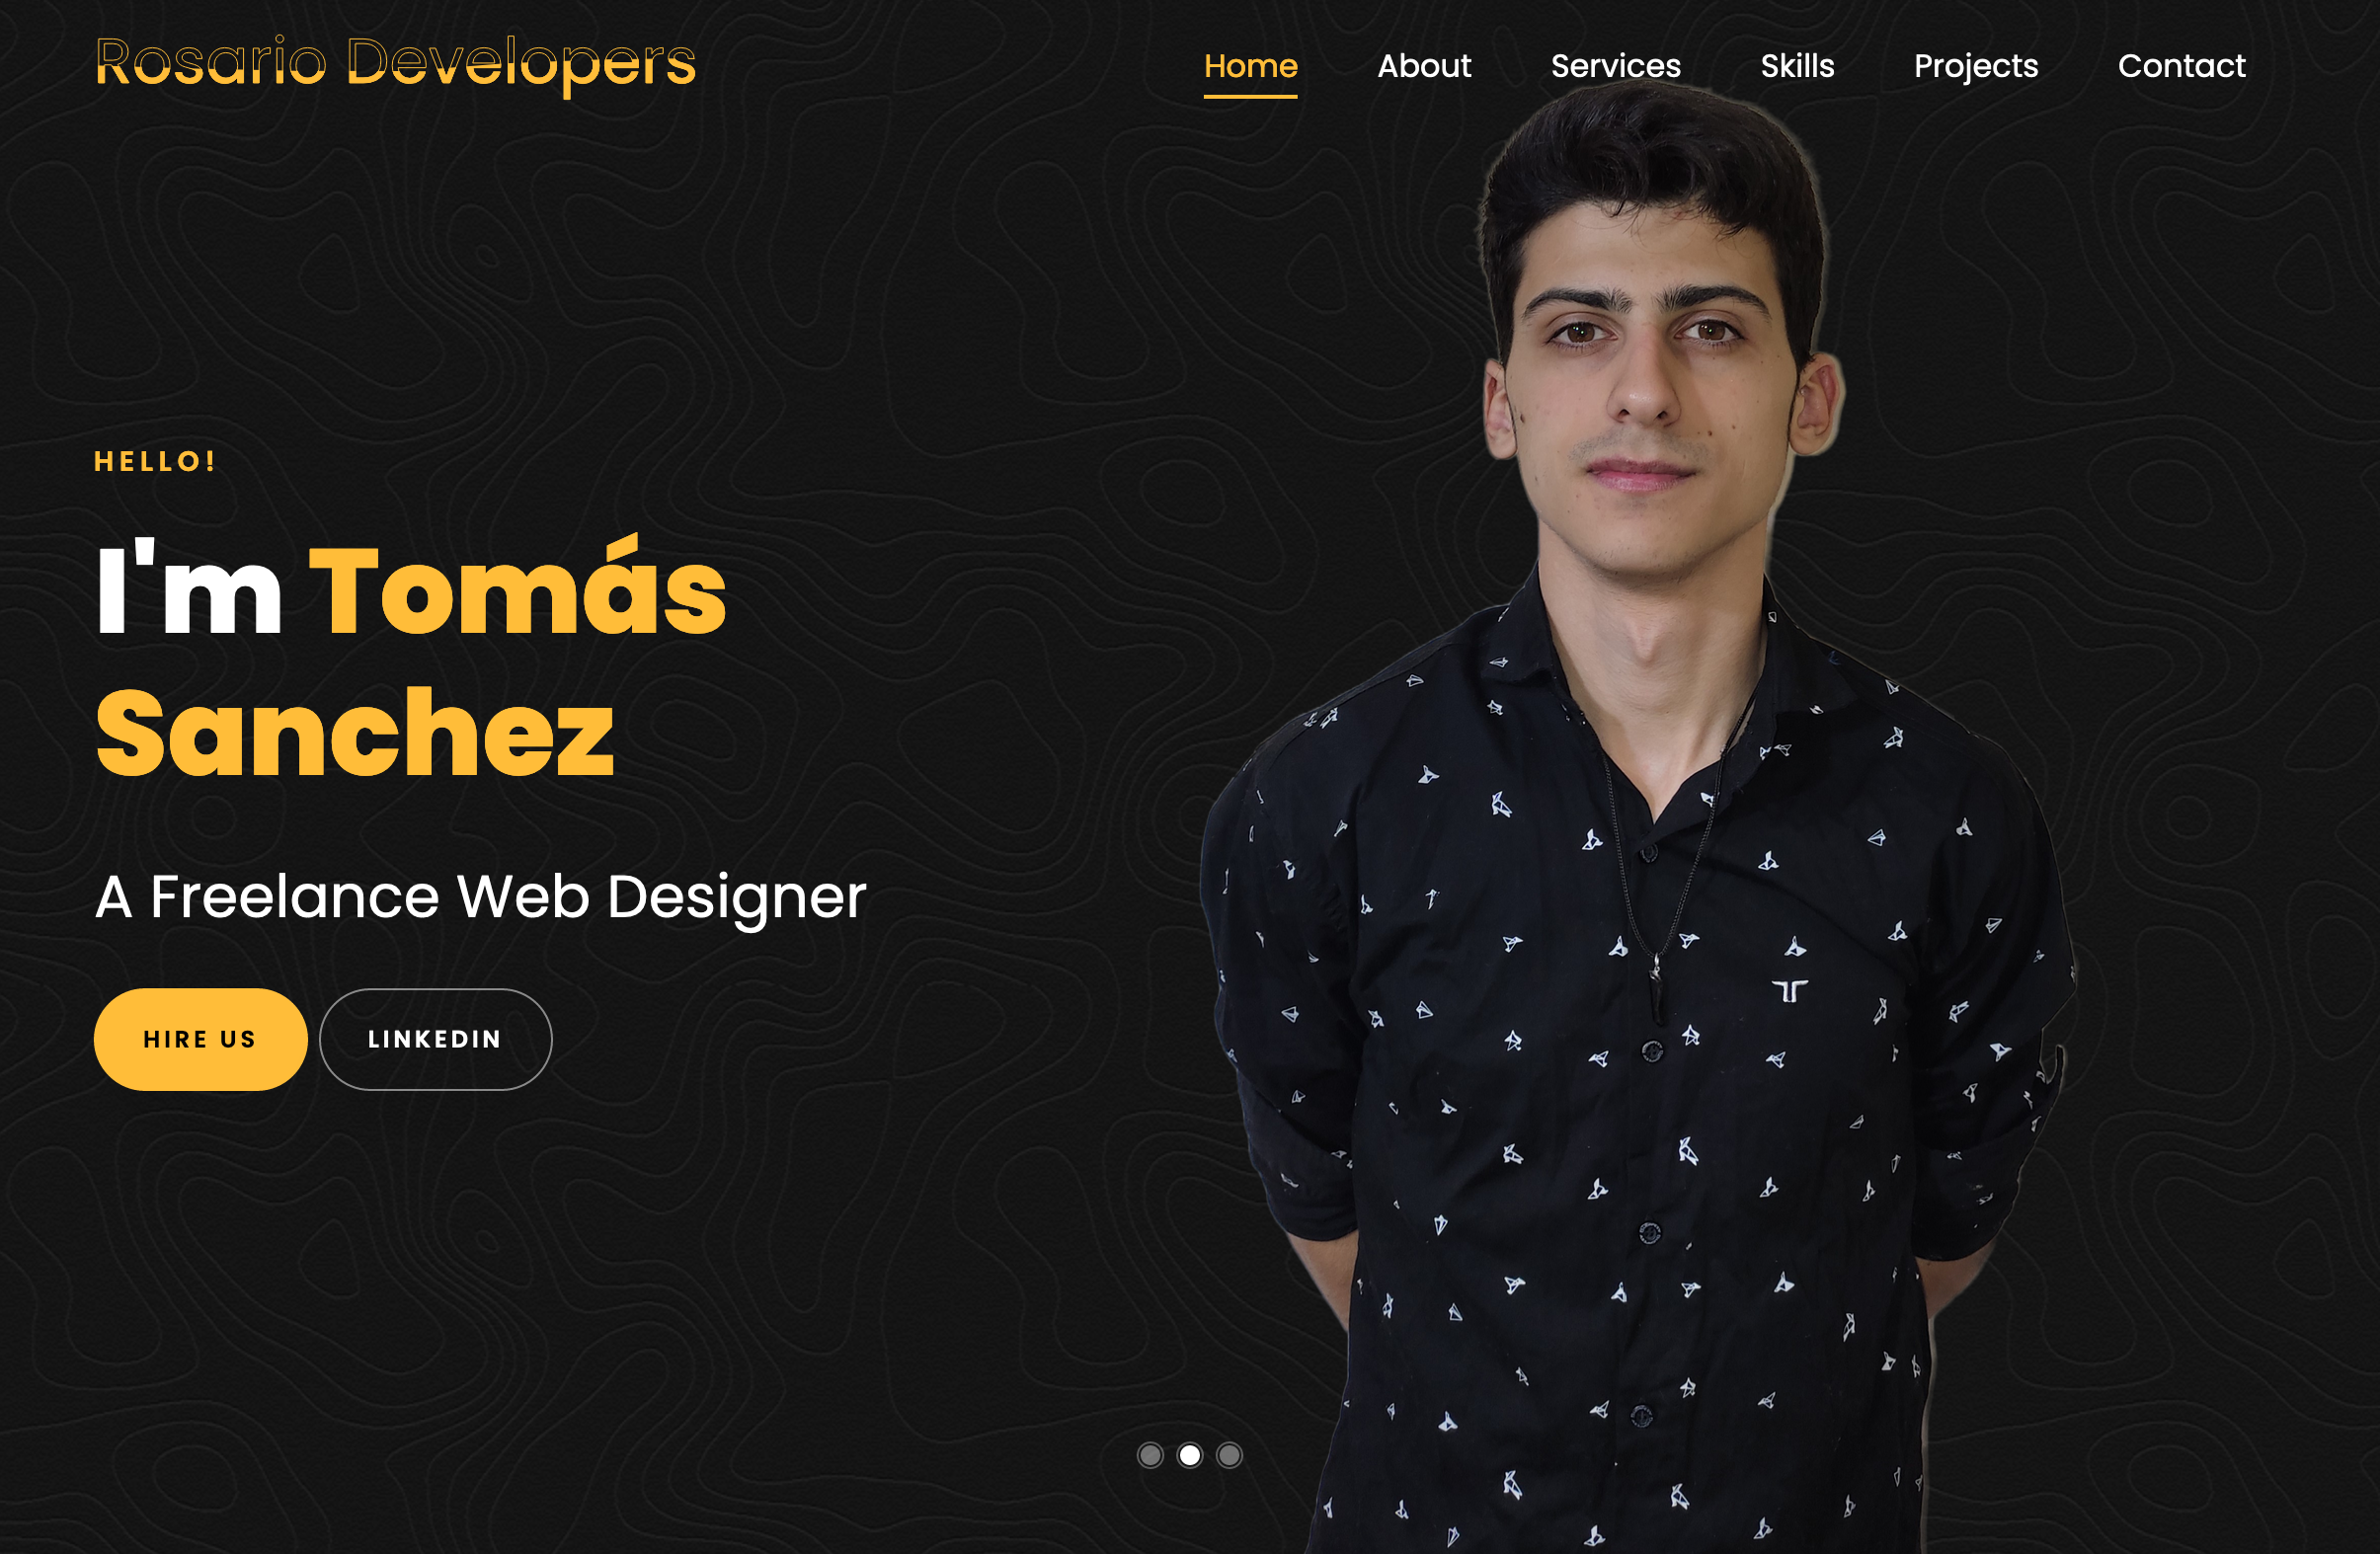 Rosario Developers
Home About Services Skills Projects Contact
HELLO!
I'm Tomás
Sanchez
A Freelance Web Designer
HIRE US LINKEDIN